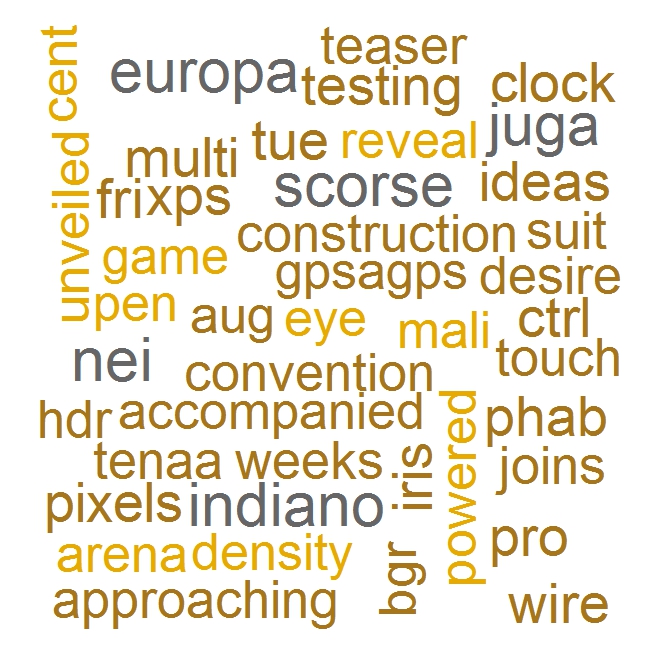 cent
teaser
europa
testing
clock
juga
multi
tue
reveal
frixps
scorse
ideas
unveiled
construction
suit
game
gpsagps
desire
pen
aug
eye
mali
ctrl
nei
convention
touch
hdr
accompanied
phab
tenaa
weeks
iris
powered
joins
pixels
indiano
arena
density
bgr
pro
approaching
wire